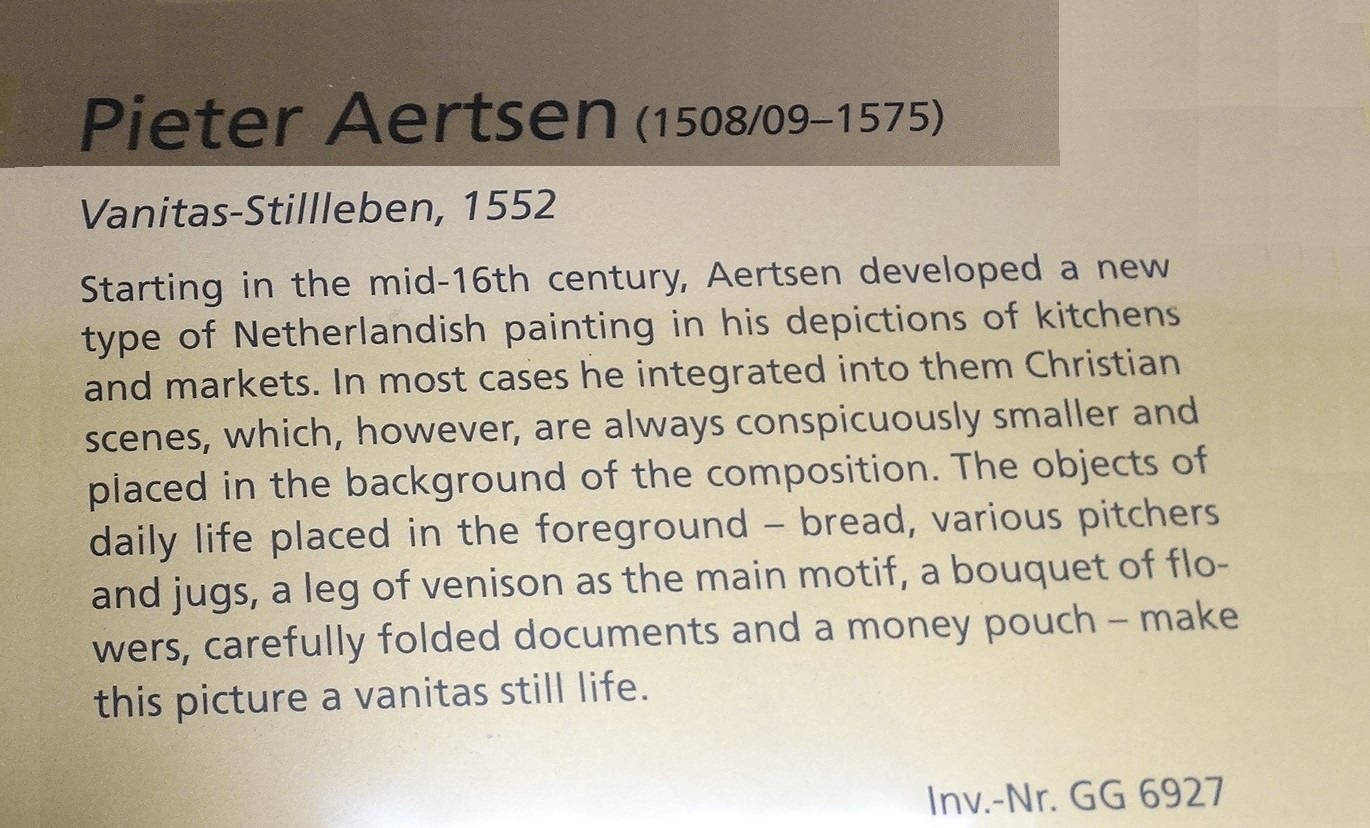 Pieter Aertsen (1508/09–1575)
Vanitas-Stillleben, 1552
Starting in the mid-16th century, Aertsen developed a new
type of Netherlandish painting in his depictions of kitchens
and markets. In most cases he integrated into them Christian
scenes, which, however, are always conspicuously smaller and
placed in the background of the composition. The objects of
daily life placed in the foreground – bread, various pitchers
and jugs, a leg of venison as the main motif, a bouquet of flo-
wers, carefully folded documents and a money pouch – make
this picture a vanitas still life.
Inv.-Nr. GG 6927